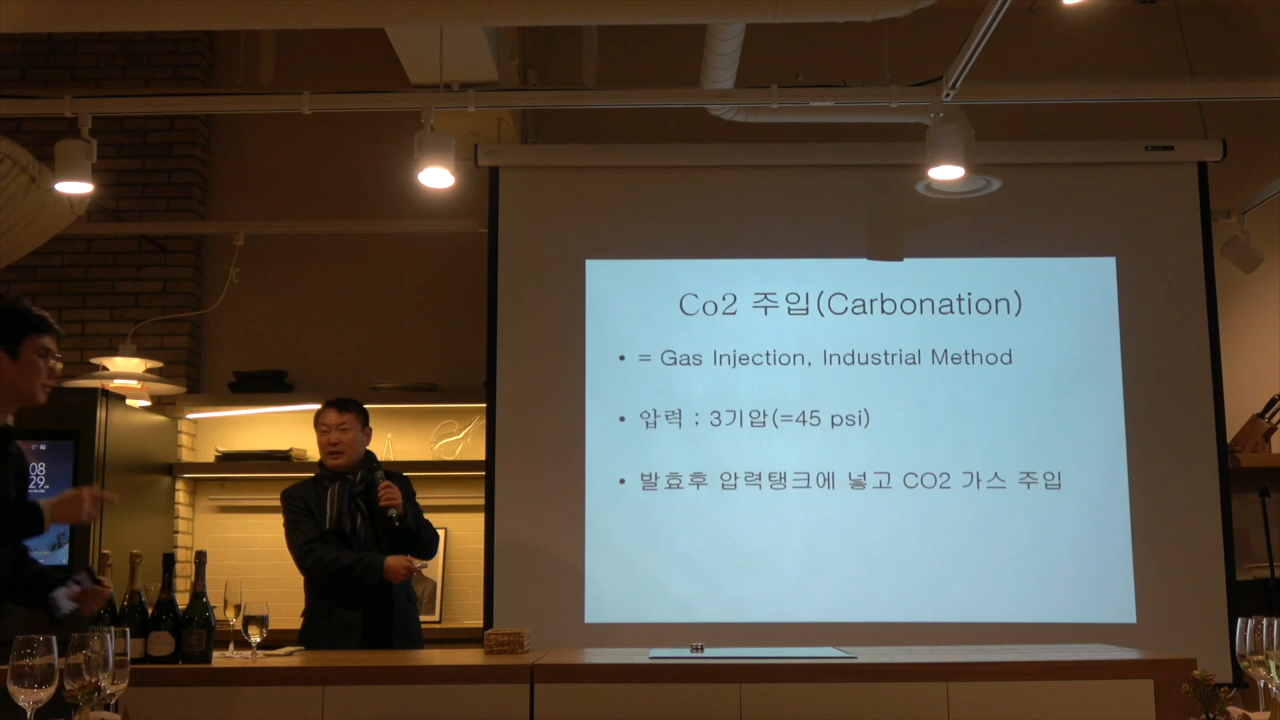 Co2 주입(Carbonation)
• = Gas Injection, Industrial Method
• 압력 ; 3기압(=45 psi)
• 발효후 압력탱크에 넣고 CO2 가스 주입
08
29